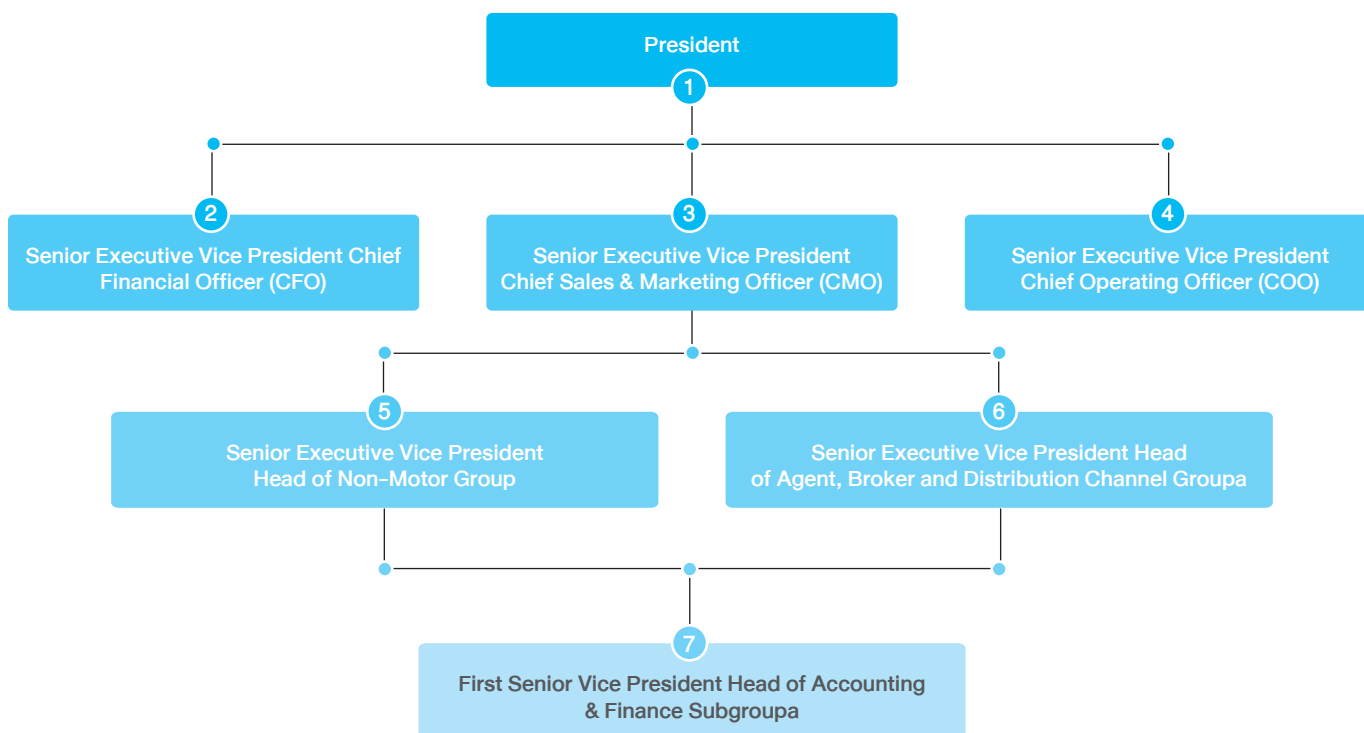 President
1
2
3
4
Senior Executive Vice President Chief
Financial Officer (CFO)
Senior Executive Vice President
Chief Sales & Marketing Officer (CMO)
Senior Executive Vice President
Chief Operating Officer (COO)
5
6
Senior Executive Vice President
Head of Non-Motor Group
Senior Executive Vice President Head
of Agent, Broker and Distribution Channel Groupa
7
First Senior Vice President Head of Accounting
& Finance Subgroupa